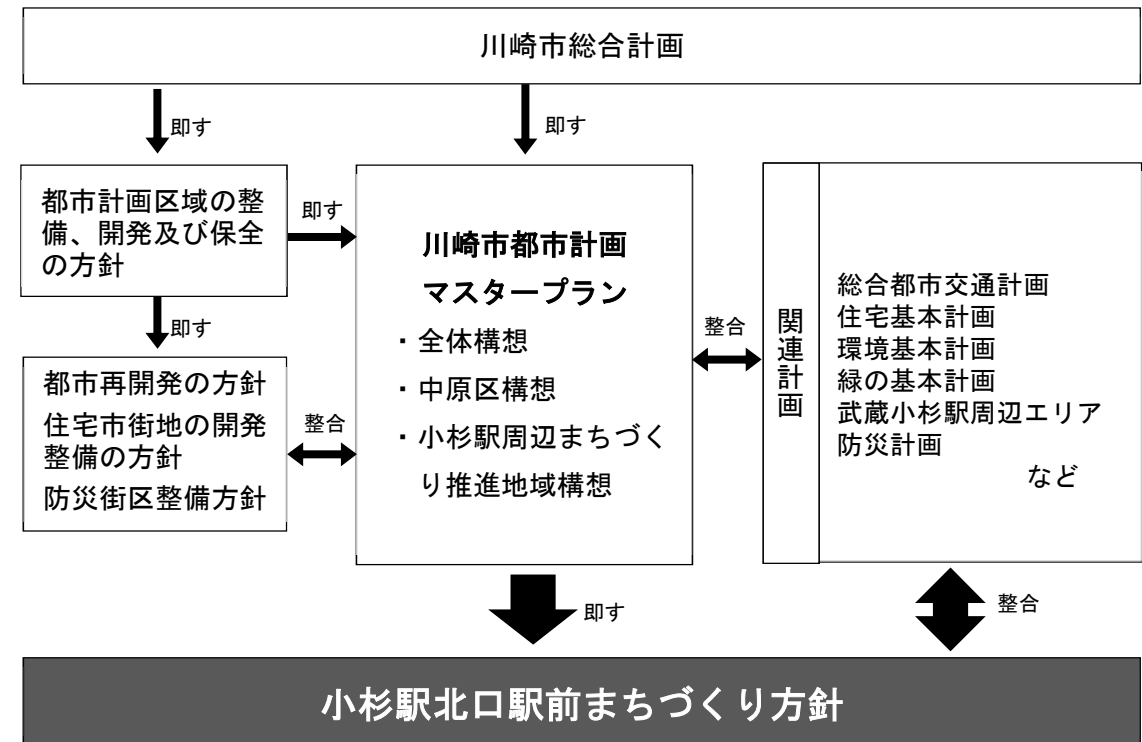 川崎市総合計画
即す
即す
都市計画区域の整
備、開発及び保全
の方針
即す
即す
都市再開発の方針
住宅市街地の開発
整備の方針
防災街区整備方針
整合
川崎市都市計画
マスタープラン
・全体構想
・中原区構想
・小杉駅周辺まちづく
り推進地域構想
整合
関連計画
総合都市交通計画
住宅基本計画
環境基本計画
緑の基本計画
武蔵小杉駅周辺エリア
防災計画
など
即す
整合
小杉駅北口駅前まちづくり方針